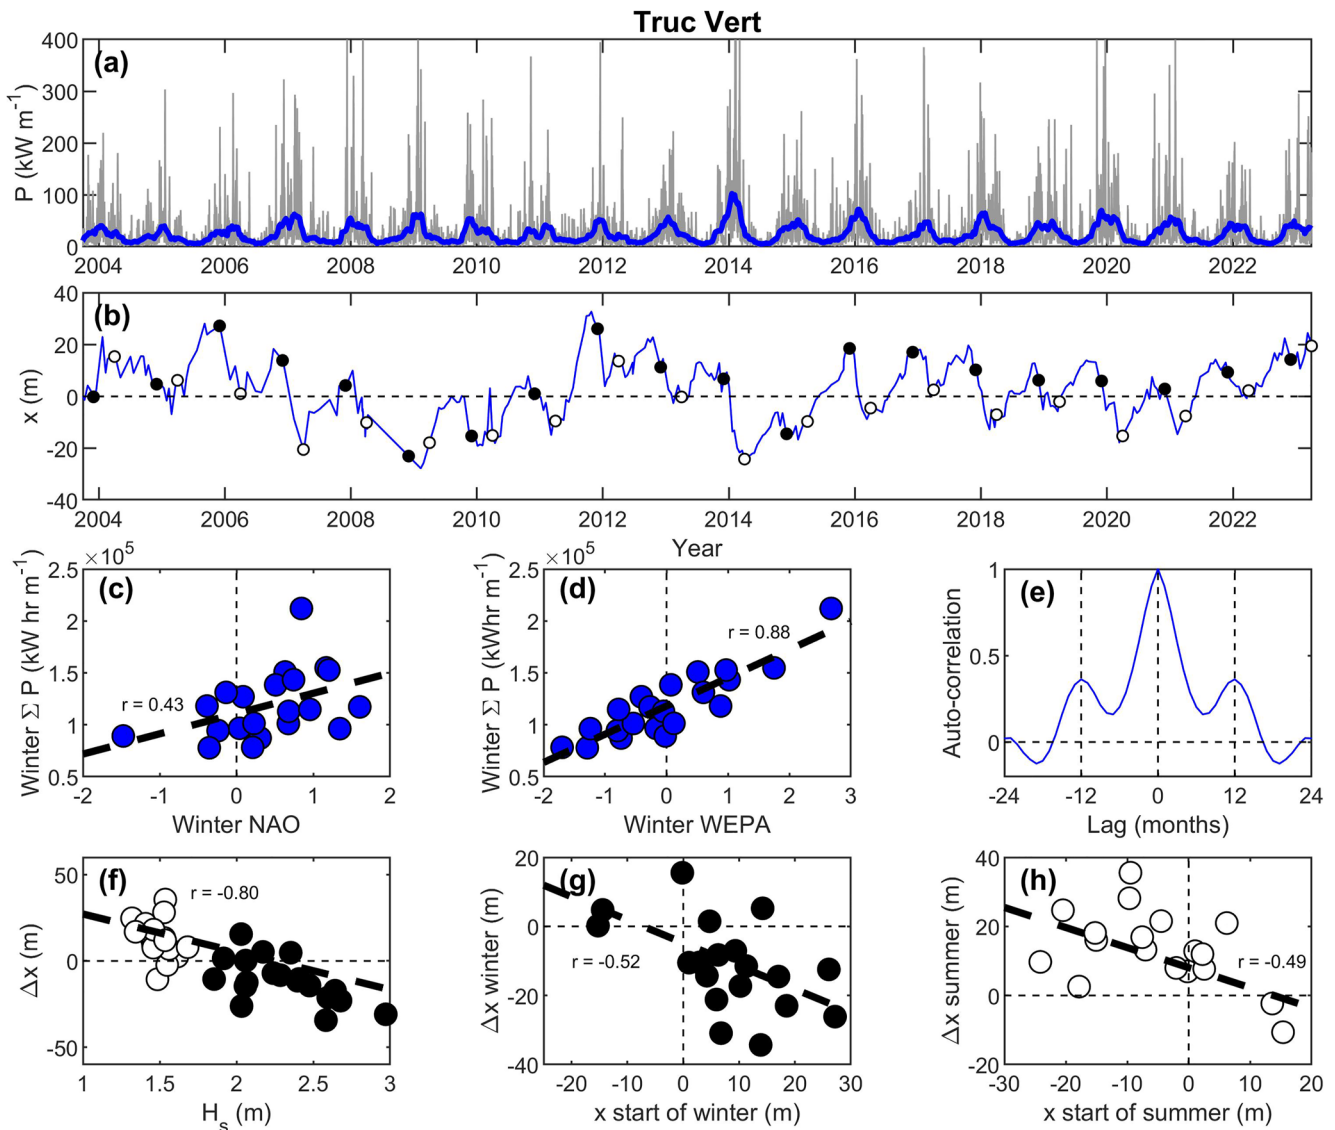 Truc Vert
(a)
P (kW m⁻¹)
400
300
200
100
0
2004 2006 2007 2008 2010 2012 2014 2016 2018 2020 2022
(b)
x (m)
40
20
0
-20
-40
2004 2006 2007 2008 2010 2012 2014 2016 2018 2020 2022
Year
(c)
×10⁵
Winter Σ P (kW hr m⁻¹)
2.5
2
1.5
1
0.5
r = 0.43
-2 -1 0 1 2
Winter NAO
(d)
×10⁵
Winter Σ P (kWhr m⁻¹)
2.5
2
1.5
1
0.5
r = 0.88
-2 -1 0 1 2 3
Winter WEPA
(e)
Auto-correlation
1
0.5
0
-24 -12 0 12 24
Lag (months)
(f)
Δx (m)
50
0
-50
r = -0.80
1 1.5 2 2.5 3
Hₛ (m)
(g)
Δx winter (m)
20
0
-20
-40
r = -0.52
-20 -10 0 10 20 30
x start of winter (m)
(h)
Δx summer (m)
40
20
0
-20
r = -0.49
-30 -20 -10 0 10 20
x start of summer (m)